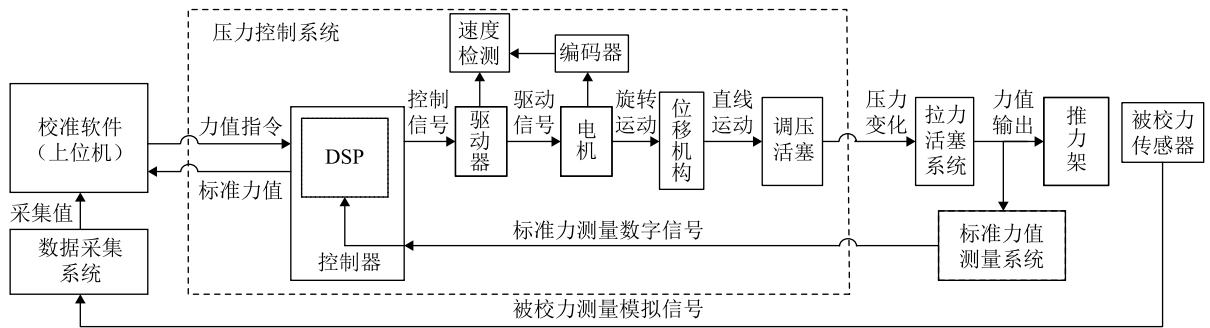 压力控制系统
速度
检测
编码器
校准软件
（上位机）
力值指令
标准力值
DSP
控制器
控制
信号
驱
动
器
驱动
信号
电
机
旋转
运动
位
移
机
构
直线
运动
调压
活塞
压力
变化
拉力
活塞
系统
力值
输出
推
力
架
被校力
传感器
采集值
数据采集
系统
标准力测量数字信号
标准力值
测量系统
被校力测量模拟信号